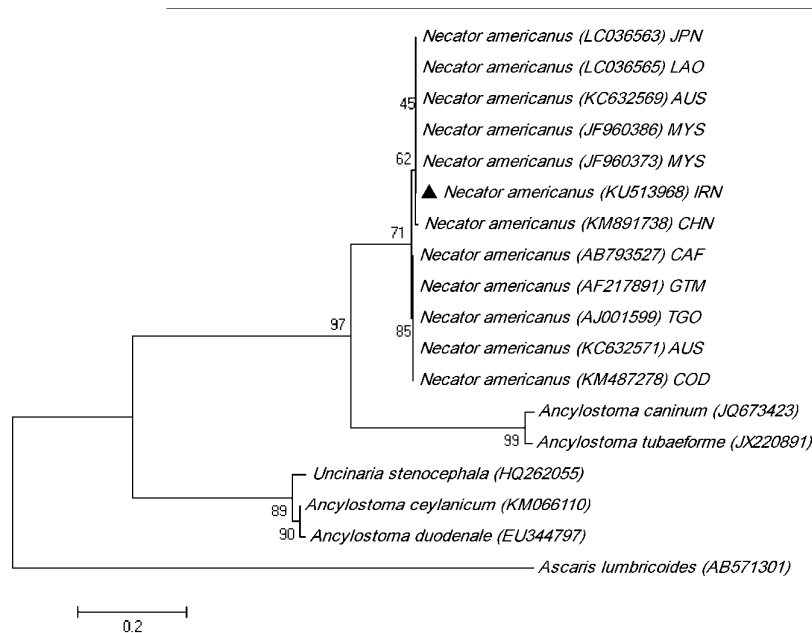 Necator americanus (LC036563) JPN
Necator americanus (LC036565) LAO
45
Necator americanus (KC632569) AUS
Necator americanus (JF960386) MYS
62
Necator americanus (JF960373) MYS
▲ Necator americanus (KU513968) IRN
Necator americanus (KM891738) CHN
71
Necator americanus (AB793527) CAF
Necator americanus (AF217891) GTM
Necator americanus (AJ001599) TGO
97
85
Necator americanus (KC632571) AUS
Necator americanus (KM487278) COD
Ancylostoma caninum (JQ673423)
99
Ancylostoma tubaeforme (JX220891)
Uncinaria stenocephala (HQ262055)
89
Ancylostoma ceylanicum (KM066110)
90
Ancylostoma duodenale (EU344797)
Ascaris lumbricoides (AB571301)
0.2